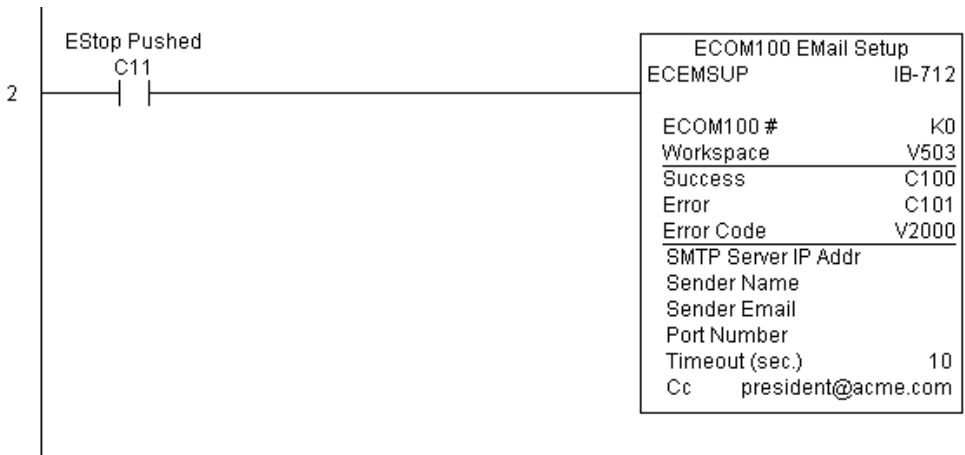 EStop Pushed
C11
2
ECOM100 EMail Setup
ECEMSUP IB-712
ECOM100 # K0
Workspace V503
Success C100
Error C101
Error Code V2000
SMTP Server IP Addr
Sender Name
Sender Email
Port Number
Timeout (sec.) 10
Cc president@acme.com